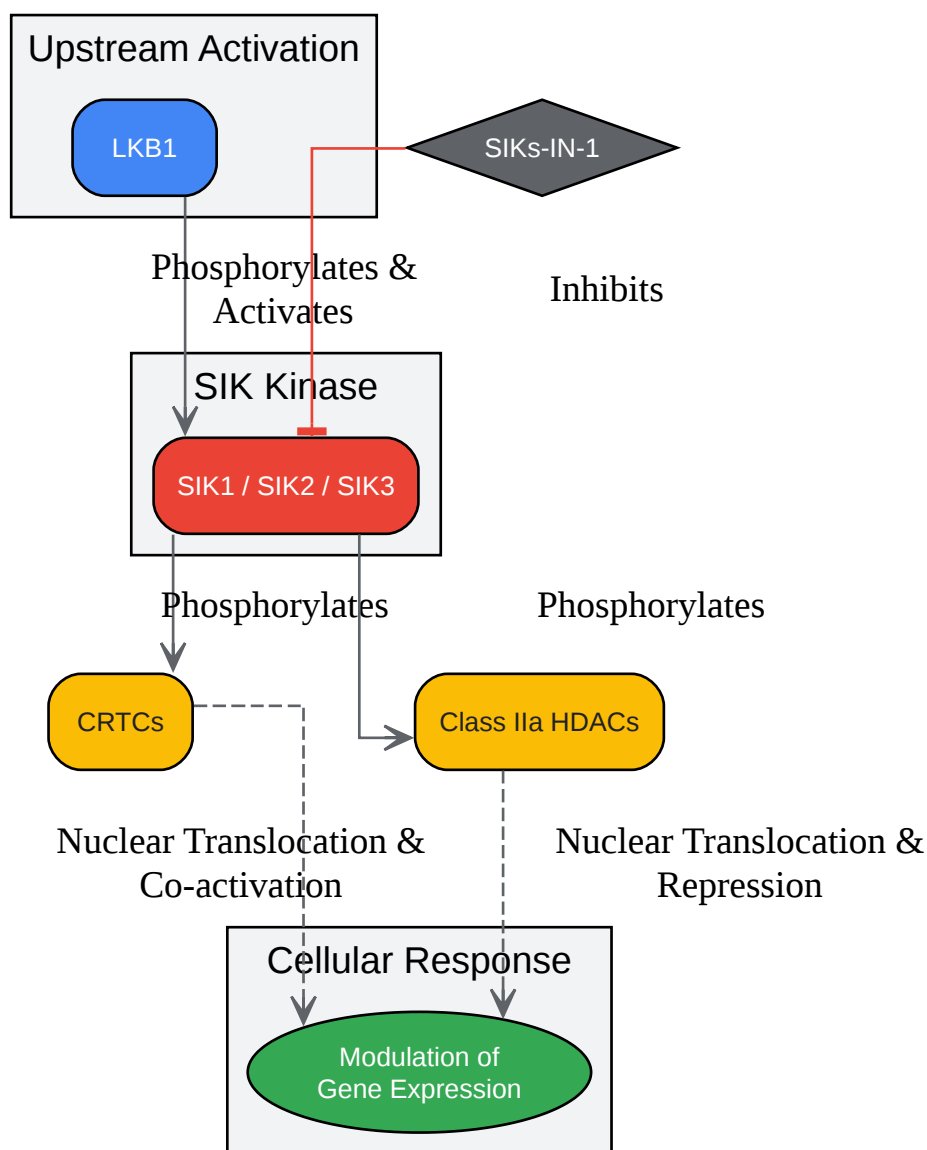 Upstream Activation
LKB1
SIKs-IN-1
Phosphorylates &
Activates
Inhibits
SIK Kinase
SIK1 / SIK2 / SIK3
Phosphorylates
Phosphorylates
CRTCs
Class IIa HDACs
Nuclear Translocation &
Co-activation
Nuclear Translocation &
Repression
Cellular Response
Modulation of
Gene Expression